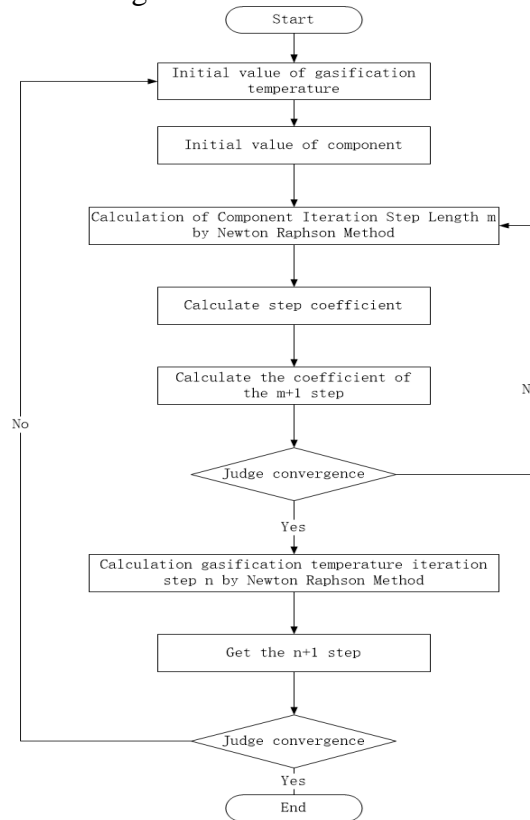 Start
Initial value of gasification
temperature
Initial value of component
Calculation of Component Iteration Step Length m
by Newton Raphson Method
Calculate step coefficient
Calculate the coefficient of
the m+1 step
No
N
Judge convergence
Yes
Calculation gasification temperature iteration
step n by Newton Raphson Method
Get the n+1 step
Judge convergence
Yes
End